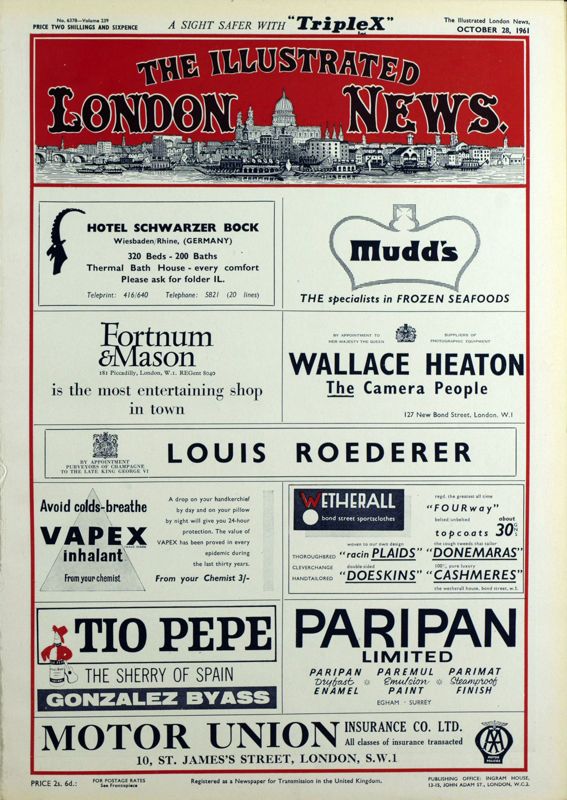 No. 6378—Volume 239
PRICE TWO SHILLINGS AND SIXPENCE
A SIGHT SAFER WITH "TripleX"
The Illustrated London News,
OCTOBER 28, 1961
THE ILLUSTRATED
LONDON NEWS.
HOTEL SCHWARZER BOCK
Wiesbaden/Rhine, (GERMANY)
320 Beds - 200 Baths
Thermal Bath House - every comfort
Please ask for folder IL.
Teleprint: 416/640 Telephone: 5821 (20 lines)
Mudd's
THE specialists in FROZEN SEAFOODS
Fortnum
& Mason
181 Piccadilly, London, W.1. REGent 8040
is the most entertaining shop
in town
BY APPOINTMENT TO
HER MAJESTY THE QUEEN
SUPPLIERS OF
PHOTOGRAPHIC EQUIPMENT
WALLACE HEATON
The Camera People
127 New Bond Street, London, W.1
BY APPOINTMENT
PURVEYORS OF CHAMPAGNE
TO THE LATE KING GEORGE VI
LOUIS ROEDERER
Avoid colds-breathe
VAPEX
inhalant
From your chemist
A drop on your handkerchief
by day and on your pillow
by night will give you 24-hour
protection. The value of
VAPEX has been proved in every
epidemic during
the last thirty years.
From your Chemist 3/-
WETHERALL
bond street sportsclothes
regd. the greatest all time
"FOURway"
belted/unbelted
topcoats
about
30
THOROUGHBRED
CLEVERCHANGE
HANDTAILORED
woven to our own design
"racin PLAIDS"
double-sided
"DOESKINS"
the tough tweeds that tailor
"DONEMARAS"
100% pure luxury
"CASHMERES"
the wetherall house, bond street, w.1.
TIO PEPE
THE SHERRY OF SPAIN
GONZALEZ BYASS
PARIPAN
LIMITED
PARIPAN PAREMUL PARIMAT
Dryfast Emulsion Steamproof
ENAMEL PAINT FINISH
EGHAM · SURREY
MOTOR UNION INSURANCE CO. LTD.
All classes of insurance transacted
10, ST. JAMES'S STREET, LONDON, S.W.1
MOTOR POLICIES
PRICE 2s. 6d.:
FOR POSTAGE RATES
See Frontispiece
Registered as a Newspaper for Transmission in the United Kingdom.
PUBLISHING OFFICE: INGRAM HOUSE,
13-15, JOHN ADAM ST., LONDON, W.C.2.